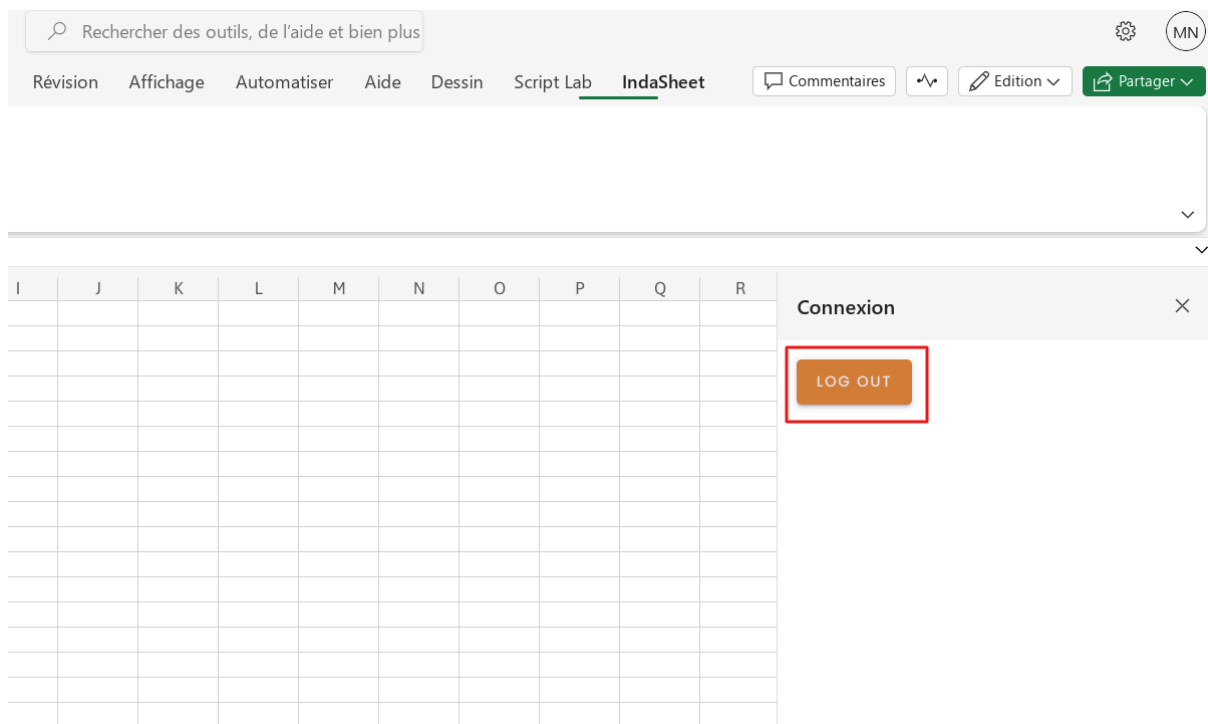 Rechercher des outils, de l’aide et bien plus
MN
Révision Affichage Automatiser Aide Dessin Script Lab IndaSheet Commentaires Edition Partager
I J K L M N O P Q R
Connexion
LOG OUT